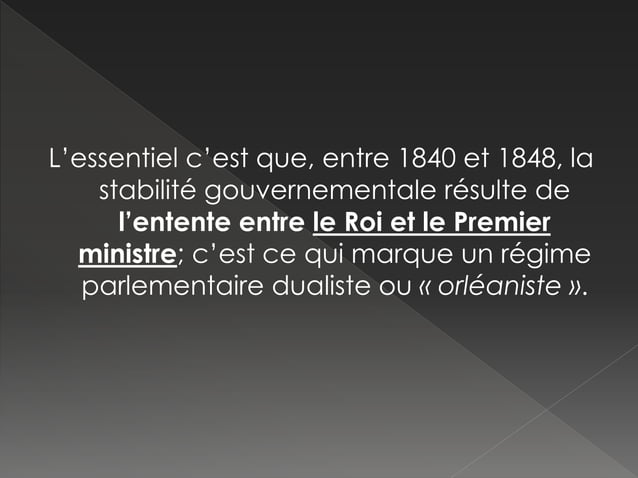 L’essentiel c’est que, entre 1840 et 1848, la
stabilité gouvernementale résulte de
l’entente entre le Roi et le Premier
ministre; c’est ce qui marque un régime
parlementaire dualiste ou « orléaniste ».